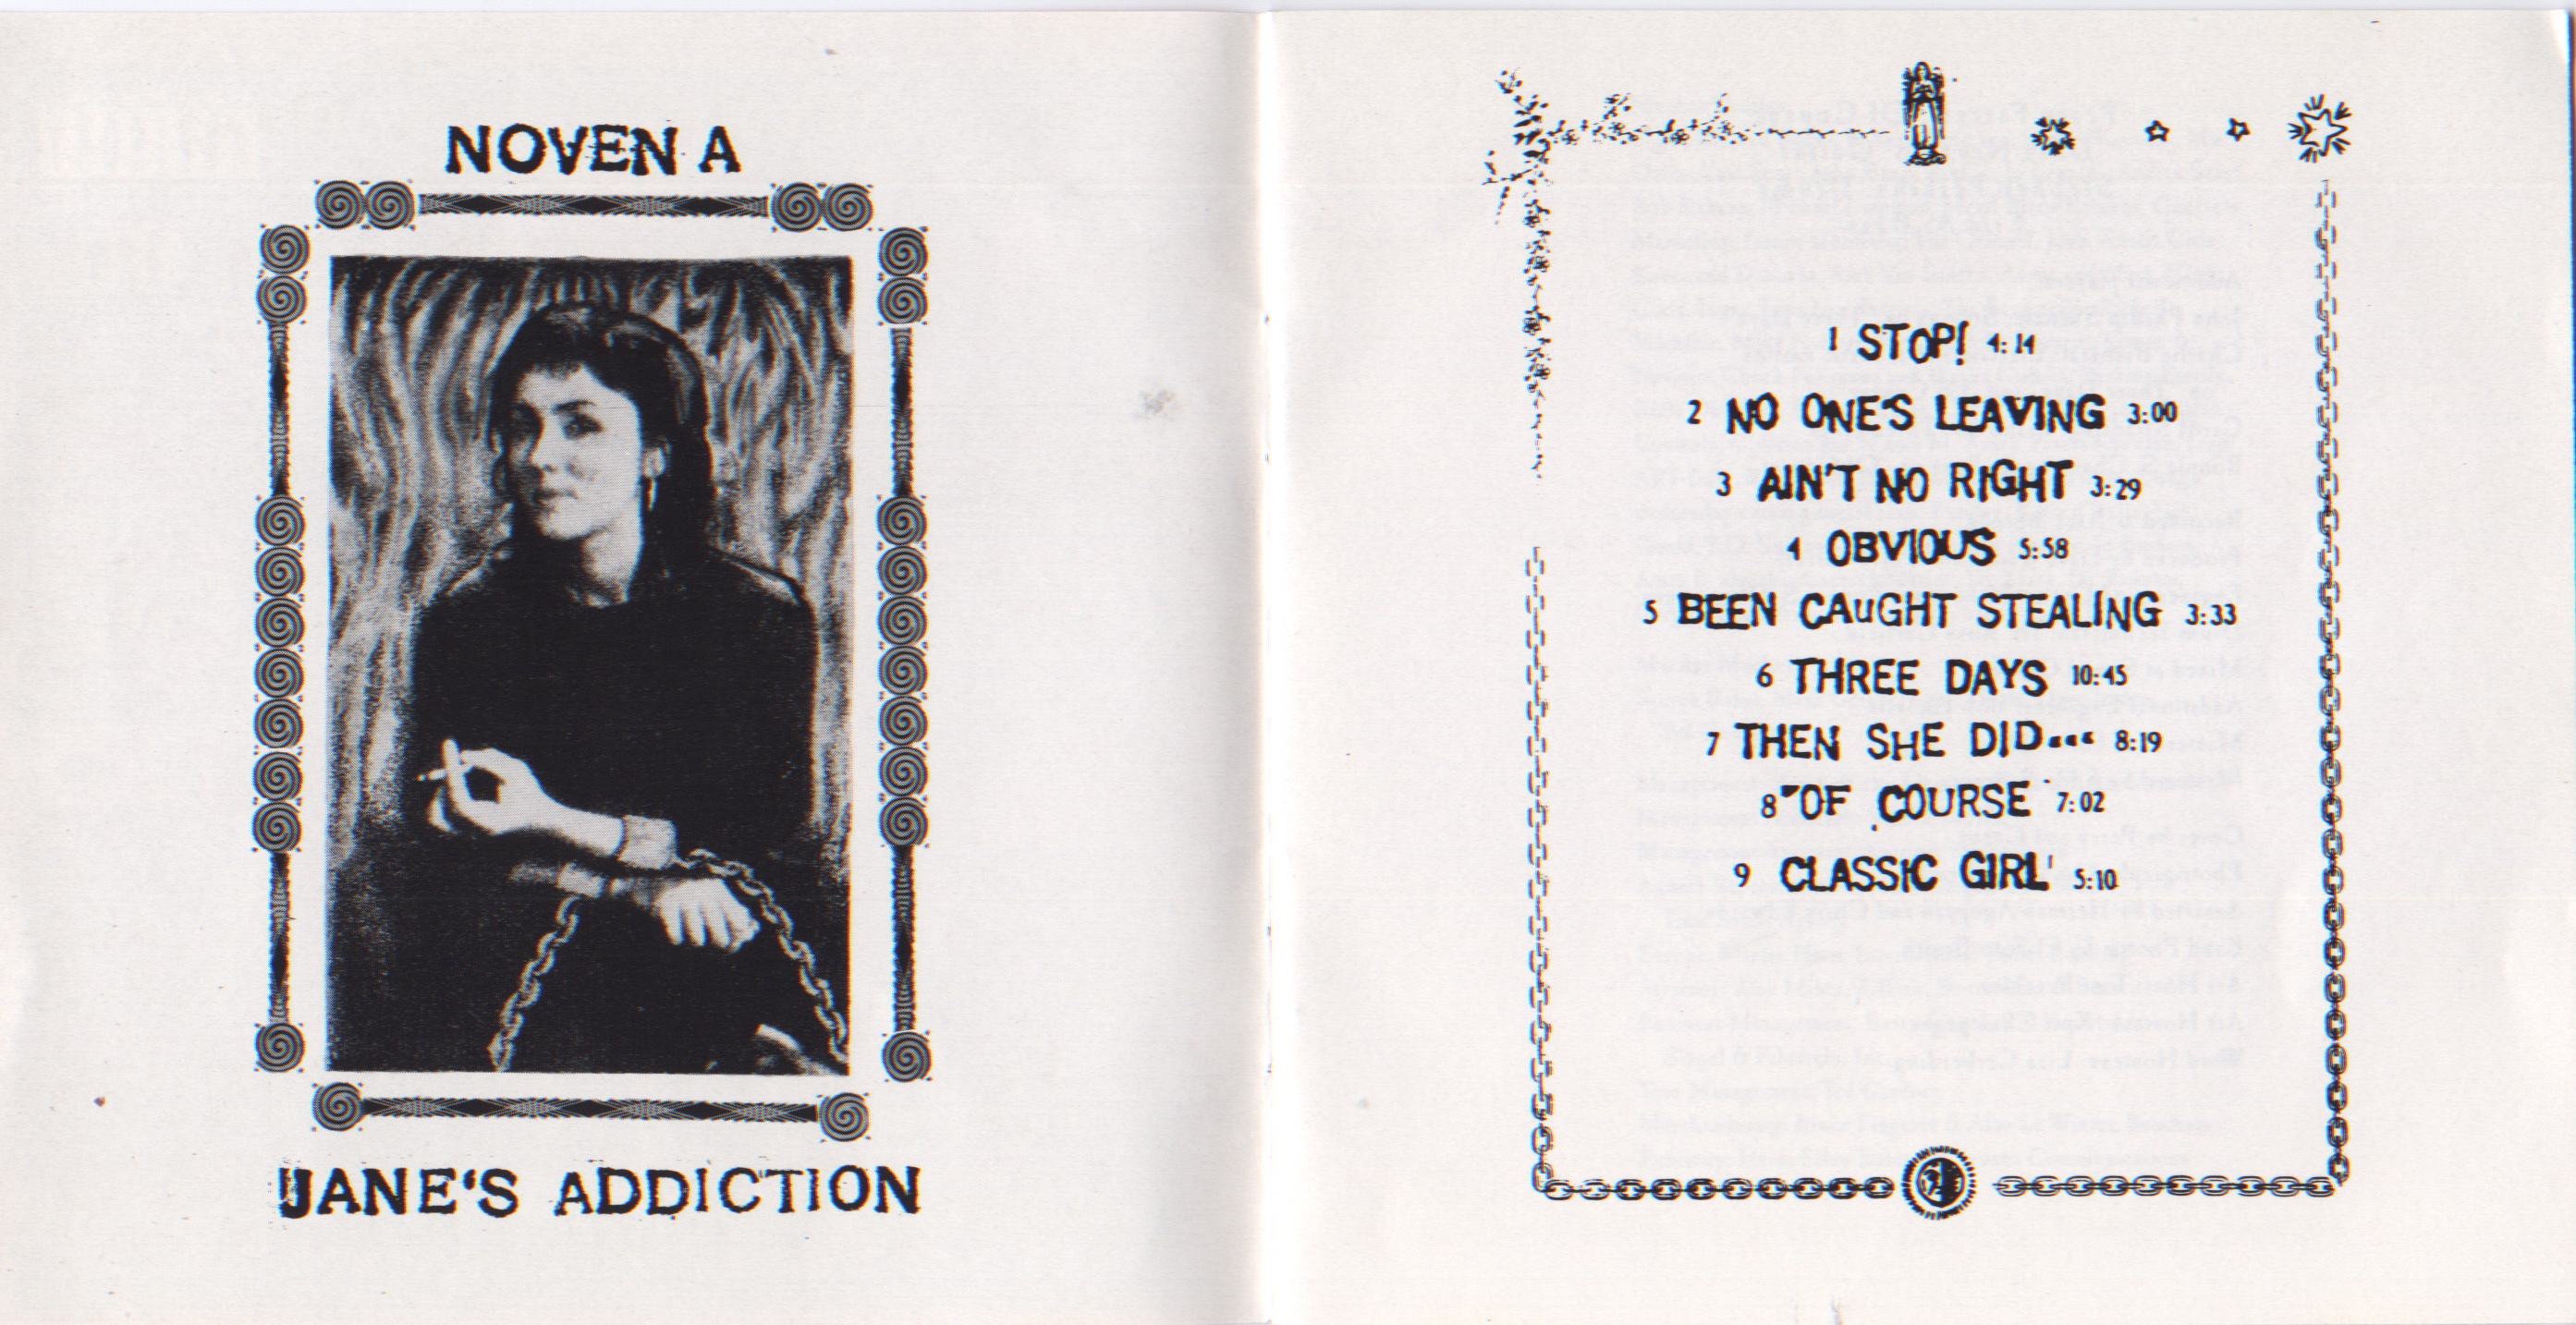 NOVEN A
JANE'S ADDICTION
1 STOP! 4:14
2 NO ONE'S LEAVING 3:00
3 AIN'T NO RIGHT 3:29
4 OBVIOUS 5:58
5 BEEN CAuGHT STEALING 3:33
6 THREE DAYS 10:45
7 THEN SHE DID... 8:19
8 OF COURSE 7:02
9 CLASSIC GIRL 5:10